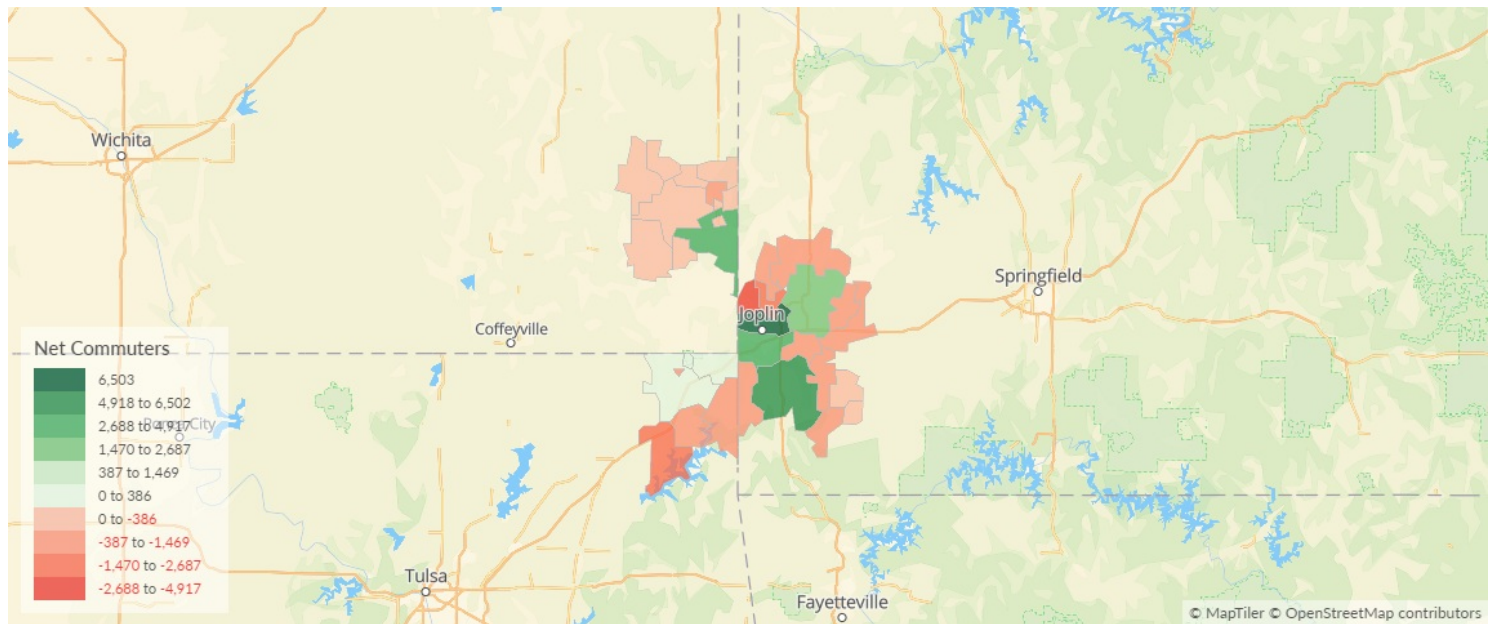 Wichita
Springfield
Joplin
Coffeyville
Net Commuters
6,503
4,918 to 6,502
2,688 to 4,917
Ponca City
1,470 to 2,687
387 to 1,469
0 to 386
0 to -386
-387 to -1,469
-1,470 to -2,687
-2,688 to -4,917
Tulsa
Fayetteville
© MapTiler © OpenStreetMap contributors